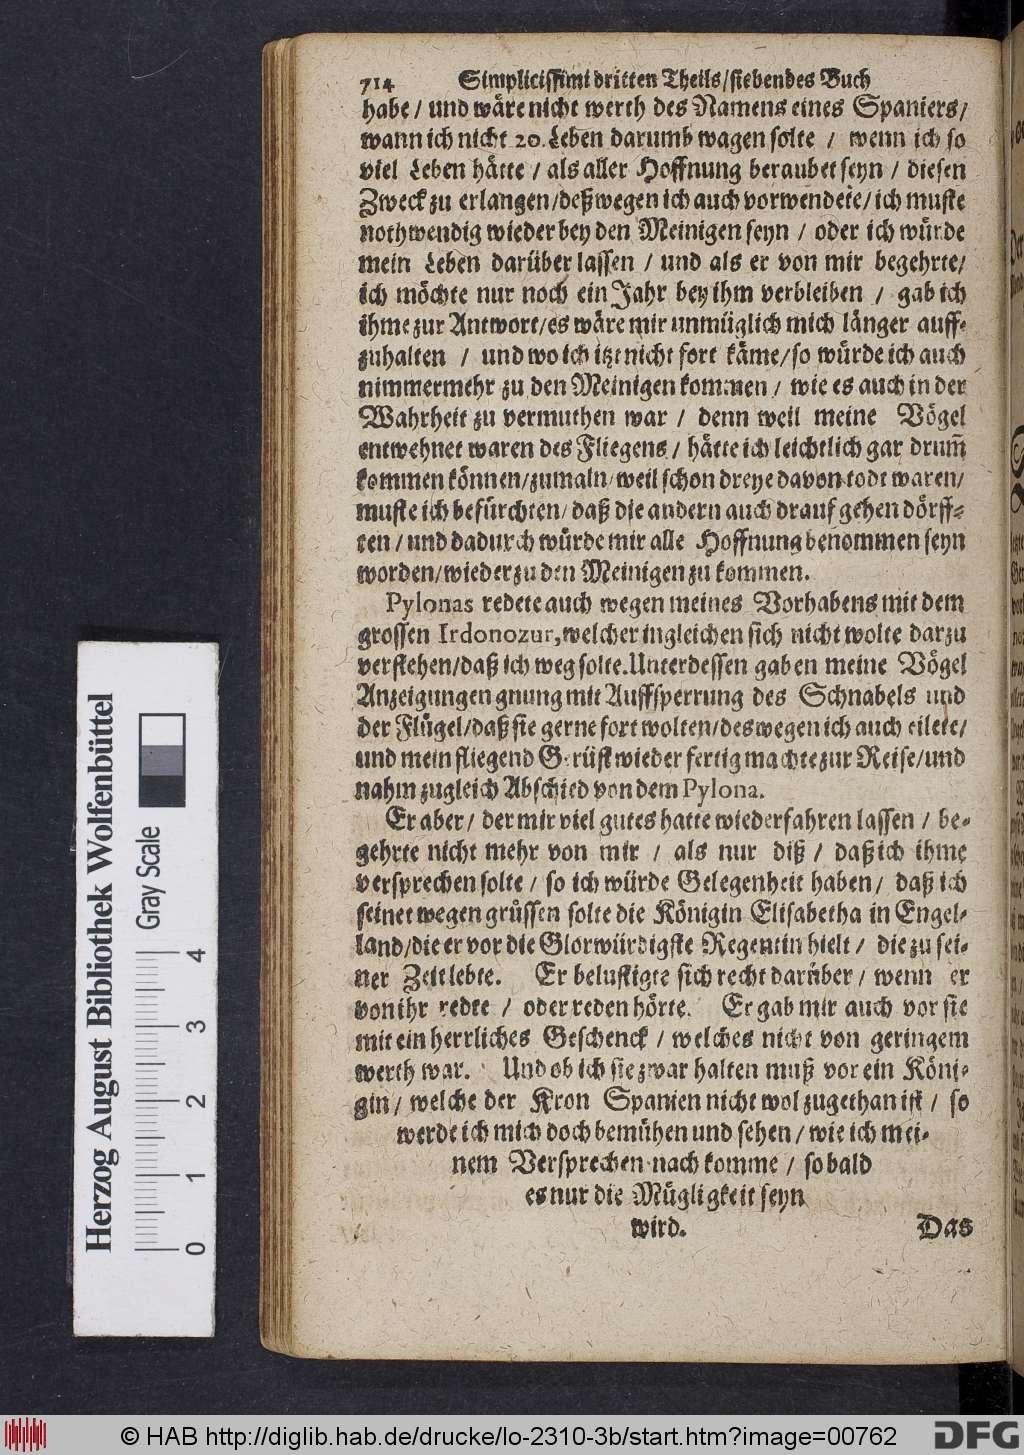 714 Simplicissimi dritten Theils/siebendes Buch
habe / und wäre nicht werth des Namens eines Spaniers/
wann ich nicht 20. Leben darumb wagen solte / wenn ich so
viel Leben hätte / als aller Hoffnung beraubet seyn / diesen
Zweck zu erlangen/deßwegen ich auch vorwendete/ ich muste
nothwendig wieder bey den Meinigen seyn / oder ich würde
mein Leben darüber lassen / und als er von mir begehrte/
ich möchte nur noch ein Jahr bey ihm verbleiben / gab ich
ihme zur Antwort/es wäre mir unmüglich mich länger auff-
zuhalten / und wo ich itzt nicht fort käme/so würde ich auch
nimmermehr zu den Meinigen kommen / wie es auch in der
Wahrheit zu vermuthen war / denn weil meine Vögel
entwehnet waren des Fliegens / hätte ich leichtlich gar drum̄
kommen können/zumaln/weil schon dreye davon todt waren/
muste ich befürchten/ daß die andern auch drauf gehen dörff-
ten / und dadurch würde mir alle Hoffnung benommen seyn
worden/wieder zu den Meinigen zu kommen.
Pylonas redete auch wegen meines Vorhabens mit dem
grossen Irdonozur, welcher ingleichen sich nicht wolte darzu
verstehen/daß ich weg solte. Unterdessen gaben meine Vögel
Anzeigungen gnung mit Auffsperrung des Schnabels und
der Flügel/daß sie gerne fort wolten/deswegen ich auch eilete/
und mein fliegend Gerüst wieder fertig machte zur Reise/und
nahm zugleich Abschied von dem Pylona.
Er aber / der mir viel gutes hatte wiederfahren lassen / be-
gehrte nicht mehr von mir / als nur diß / daß ich ihme
versprechen solte / so ich würde Gelegenheit haben / daß ich
seinetwegen grüssen solte die Königin Elisabetha in Engel-
land/die er vor die Glorwürdigste Regentin hielt / die zu sei-
ner Zeit lebte. Er belustigte sich recht darüber / wenn er
von ihr redte / oder reden hörte. Er gab mir auch vor sie
mit ein herrliches Geschenck / welches nicht von geringem
werth war. Und ob ich sie zwar halten muß vor ein Köni-
gin / welche der Kron Spanien nicht wol zugethan ist / so
werde ich mich doch bemühen und sehen / wie ich mei-
nem Versprechen nach komme / so bald
es nur die Mügligkeit seyn
wird. Das
Herzog August Bibliothek Wolfenbüttel
Gray Scale
0 1 2 3 4
© HAB http://diglib.hab.de/drucke/lo-2310-3b/start.htm?image=00762
DFG